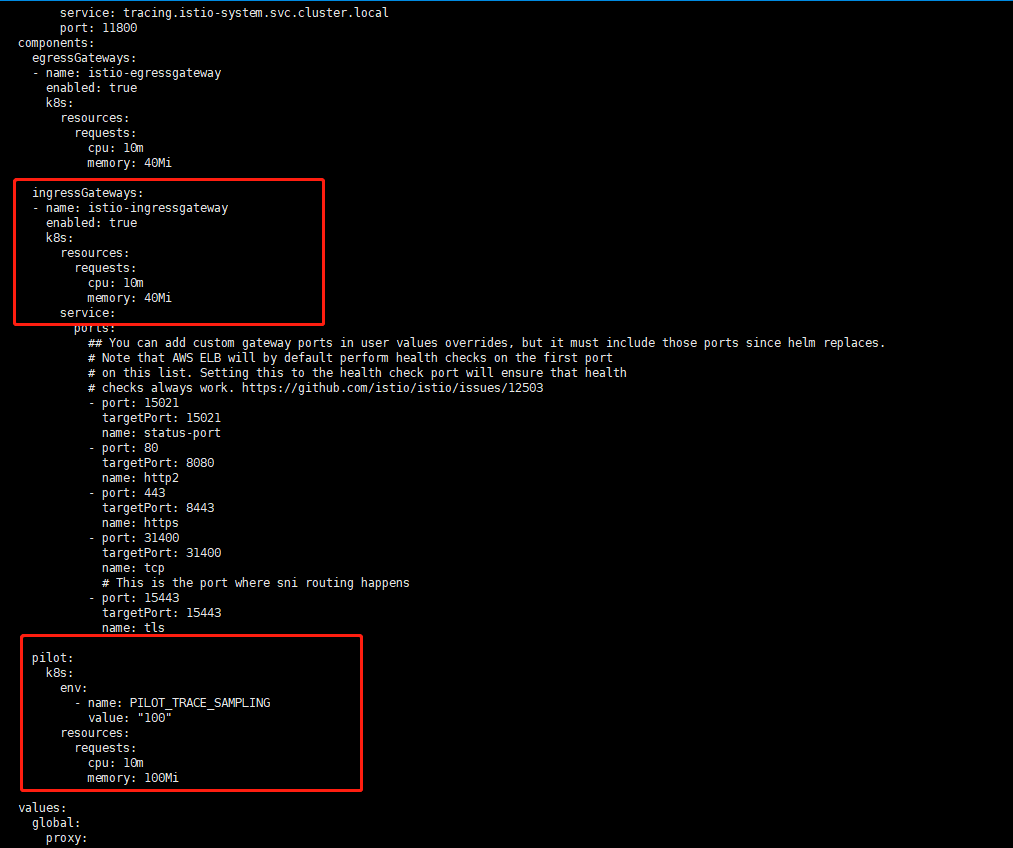 service: tracing.istio-system.svc.cluster.local
port: 11800
components:
egressGateways:
- name: istio-egressgateway
enabled: true
k8s:
resources:
requests:
cpu: 10m
memory: 40Mi
ingressGateways:
- name: istio-ingressgateway
enabled: true
k8s:
resources:
requests:
cpu: 10m
memory: 40Mi
service:
ports:
## You can add custom gateway ports in user values overrides, but it must include those ports since helm replaces.
# Note that AWS ELB will by default perform health checks on the first port
# on this list. Setting this to the health check port will ensure that health
# checks always work. https://github.com/istio/istio/issues/12503
- port: 15021
targetPort: 15021
name: status-port
- port: 80
targetPort: 8080
name: http2
- port: 443
targetPort: 8443
name: https
- port: 31400
targetPort: 31400
name: tcp
# This is the port where sni routing happens
- port: 15443
targetPort: 15443
name: tls
pilot:
k8s:
env:
- name: PILOT_TRACE_SAMPLING
value: "100"
resources:
requests:
cpu: 10m
memory: 100Mi
values:
global:
proxy: